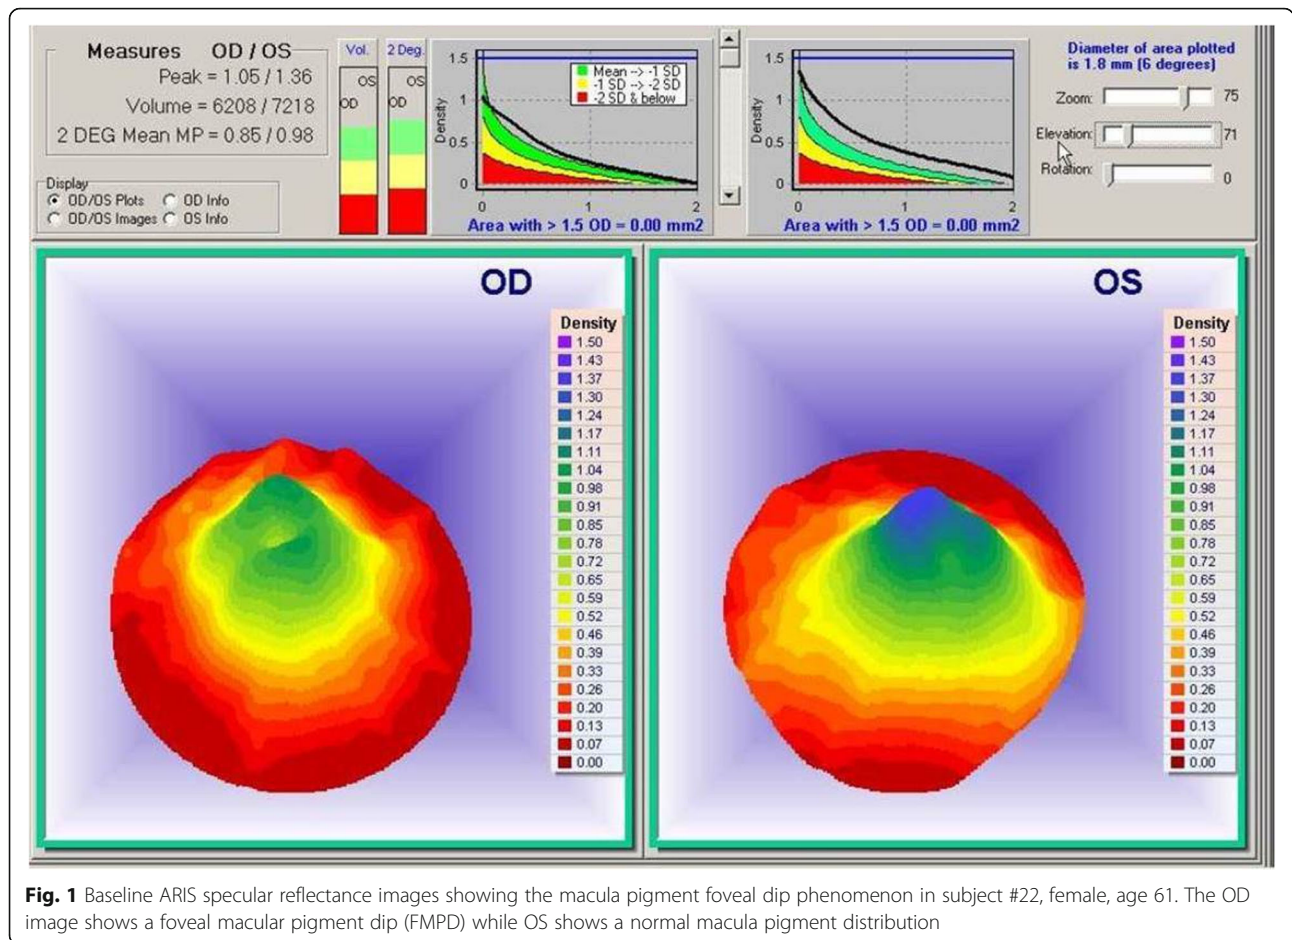 Measures OD / OS
Peak = 1.05 / 1.36
Volume = 6208 / 7218
2 DEG Mean MP = 0.85 / 0.98
Display
OD/OS Plots
OD Info
OD/OS Images
OS Info
Vol.
OS
OD
2 Deg.
OS
OD
Density
1.5
1
0.5
0
0
1
2
Mean --> -1 SD
-1 SD --> -2 SD
-2 SD & below
Area with > 1.5 OD = 0.00 mm2
Density
1.5
1
0.5
0
0
1
2
Area with > 1.5 OD = 0.00 mm2
Diameter of area plotted
is 1.8 mm (6 degrees)
Zoom: 75
Elevation: 71
Rotation: 0
OD
Density
1.50
1.43
1.37
1.30
1.24
1.17
1.11
1.04
0.98
0.91
0.85
0.78
0.72
0.65
0.59
0.52
0.46
0.39
0.33
0.26
0.20
0.13
0.07
0.00
OS
Density
1.50
1.43
1.37
1.30
1.24
1.17
1.11
1.04
0.98
0.91
0.85
0.78
0.72
0.65
0.59
0.52
0.46
0.39
0.33
0.26
0.20
0.13
0.07
0.00
Fig. 1 Baseline ARIS specular reflectance images showing the macula pigment foveal dip phenomenon in subject #22, female, age 61. The OD
image shows a foveal macular pigment dip (FMPD) while OS shows a normal macula pigment distribution